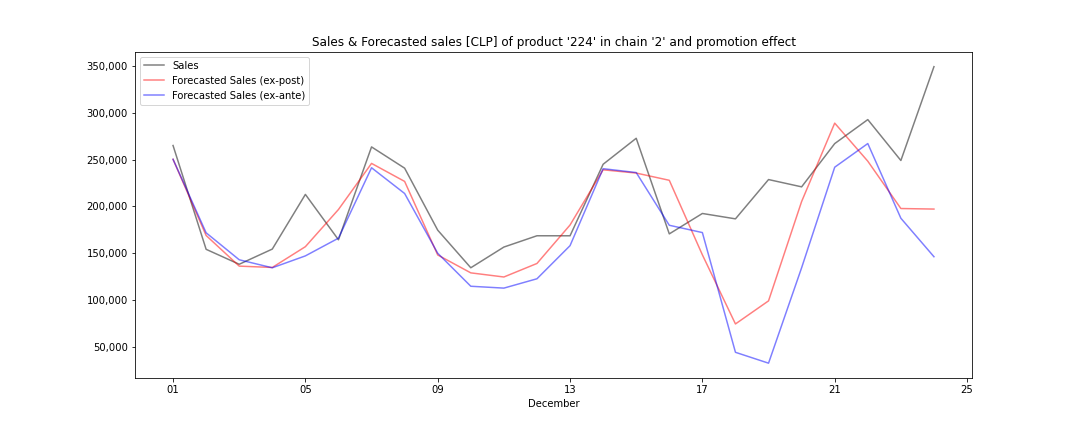 Sales & Forecasted sales [CLP] of product '224' in chain '2' and promotion effect
Sales
Forecasted Sales (ex-post)
Forecasted Sales (ex-ante)
350,000
300,000
250,000
200,000
150,000
100,000
50,000
01 05 09 13 17 21 25
December